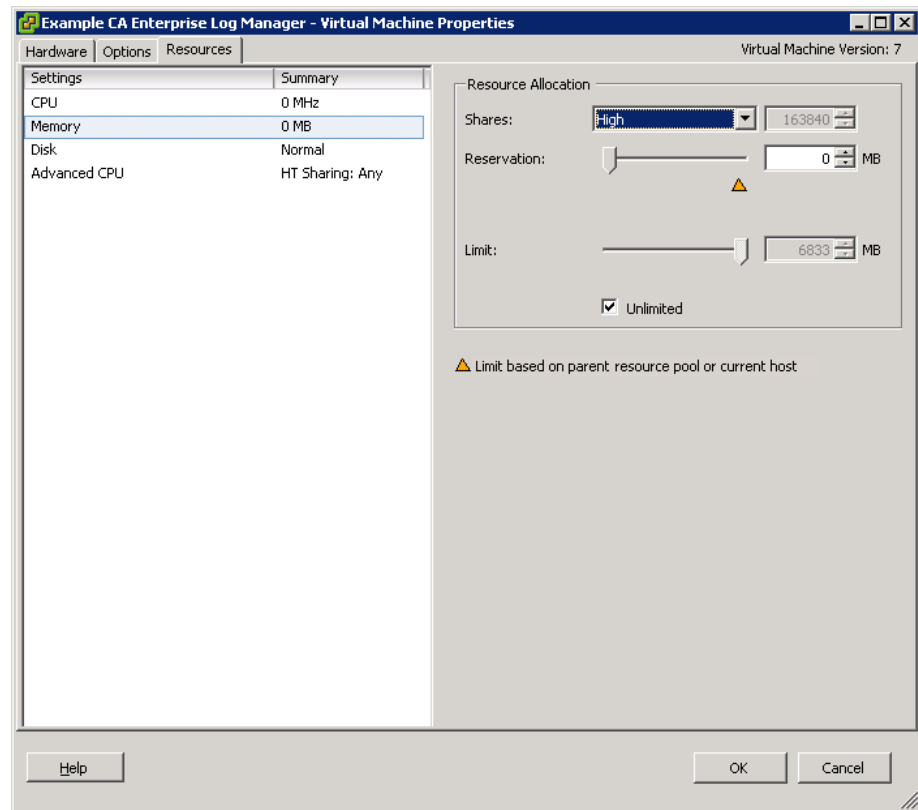 Example CA Enterprise Log Manager - Virtual Machine Properties
Hardware Options Resources Virtual Machine Version: 7
Settings Summary
CPU 0 MHz
Memory 0 MB
Disk Normal
Advanced CPU HT Sharing: Any
Resource Allocation
Shares: High 163840
Reservation: 0 MB
Limit: 6833 MB
Unlimited
Limit based on parent resource pool or current host
Help OK Cancel